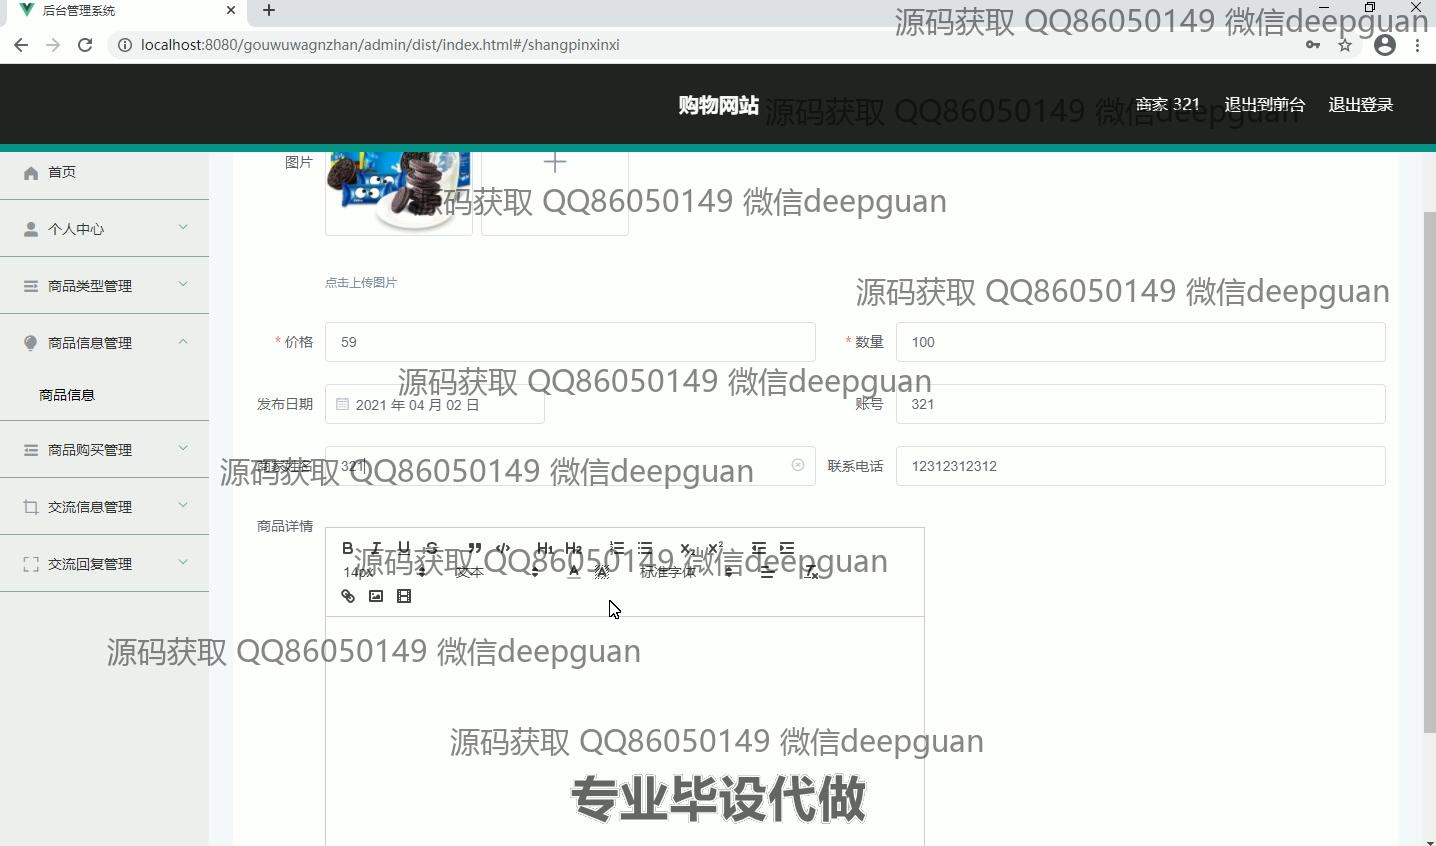 后台管理系统
源码获取 QQ86050149 微信deepguan
localhost:8080/gouwuwagnzhan/admin/dist/index.html#/shangpinxinxi
购物网站
源码获取 QQ86050149 微信deepguan
商家 321 退出到前台 退出登录
首页
图片
源码获取 QQ86050149 微信deepguan
个人中心
商品类型管理
点击上传图片
源码获取 QQ86050149 微信deepguan
商品信息管理
* 价格 59
* 数量 100
源码获取 QQ86050149 微信deepguan
商品信息
发布日期 2021 年 04 月 02 日
账号 321
商品购买管理
商家姓名 321
联系电话 12312312312
源码获取 QQ86050149 微信deepguan
交流信息管理
商品详情
B I U S H1 H2 X2 X2
源码获取 QQ86050149 微信deepguan
14px 文本 A A 标准字体 Tx
交流回复管理
源码获取 QQ86050149 微信deepguan
源码获取 QQ86050149 微信deepguan
专业毕设代做